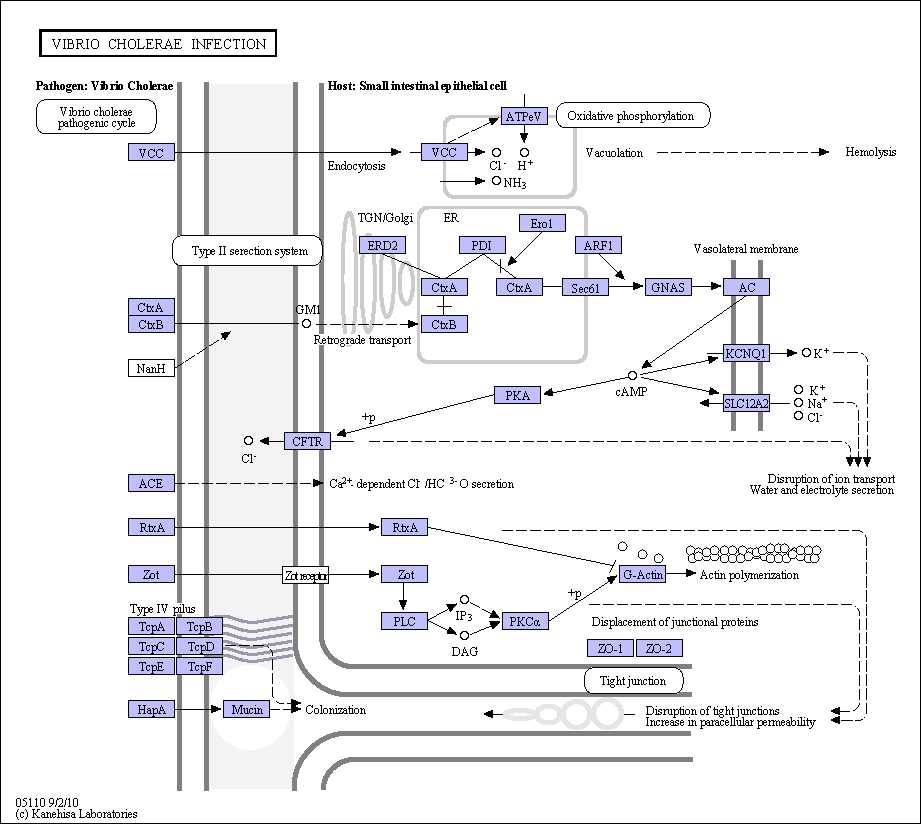 VIBRIO CHOLERAE INFECTION
Pathogen: Vibrio Cholerae
Host: Small intestinal epithelial cell
Vibrio cholerae
pathogenic cycle
ATPeV
Oxidative phosphorylation
VCC
Endocytosis
VCC
Cl-
H+
NH3
Vacuolation
Hemolysis
TGN/Golgi
ER
Ero1
ERD2
PDI
ARF1
Type II serection system
Vasolateral membrane
CtxA
CtxA
Sec61
GNAS
AC
CtxA
CtxB
GM1
CtxB
Retrograde transport
NanH
KCNQ1
K+
cAMP
PKA
SLC12A2
K+
Na+
Cl-
+p
CFTR
Cl-
ACE
Ca2+- dependent Cl-/HC 3- O secretion
Disruption of ion transport
Water and electrolyte secretion
RtxA
RtxA
Zot
Zot receptor
Zot
G-Actin
Actin polymerization
+p
Type IV pilus
TcpA
TcpB
TcpC
TcpD
TcpE
TcpF
PLC
IP3
DAG
PKCα
Displacement of junctional proteins
ZO-1
ZO-2
Tight junction
HapA
Mucin
Colonization
Disruption of tight junctions
Increase in paracellular permeability
05110 9/2/10
(c) Kanehisa Laboratories